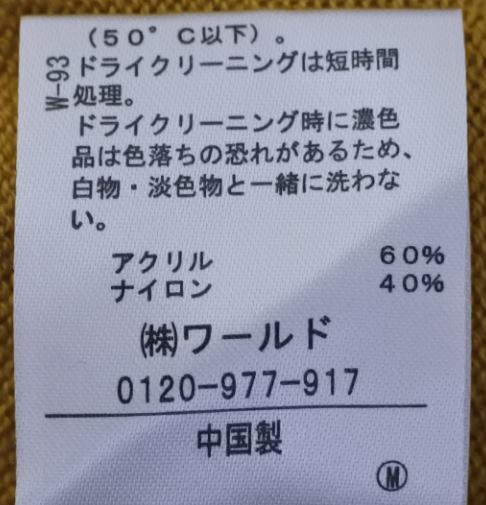 （５０°Ｃ以下）。
W-93
ドライクリーニングは短時間
処理。
ドライクリーニング時に濃色
品は色落ちの恐れがあるため、
白物・淡色物と一緒に洗わな
い。
アクリル ６０％
ナイロン ４０％
㈱ワールド
0120-977-917
中国製
Ⓜ